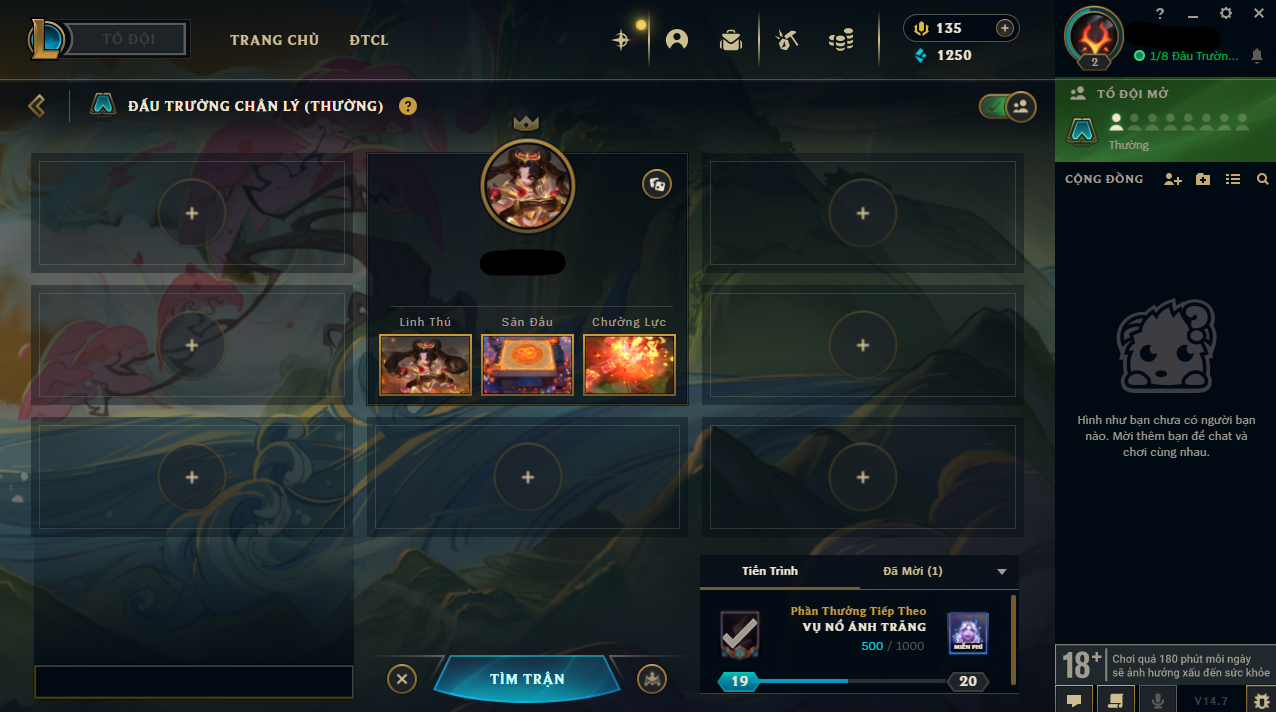 TỔ ĐỘI
TRANG CHỦ
ĐTCL
135
1250
?
2
1/8 Đấu Trườn...
ĐẤU TRƯỜNG CHÂN LÝ (THƯỜNG)
?
TỔ ĐỘI MỞ
Thường
CỘNG ĐỒNG
Linh Thú
Sân Đấu
Chưởng Lực
Hình như bạn chưa có người bạn
nào. Mời thêm bạn để chat và
chơi cùng nhau.
Tiến Trình
Đã Mời (1)
Phần Thưởng Tiếp Theo
VỤ NỔ ÁNH TRĂNG
500 / 1000
MIỄN PHÍ
19
20
TÌM TRẬN
18+
Chơi quá 180 phút mỗi ngày
sẽ ảnh hưởng xấu đến sức khỏe
V14.7